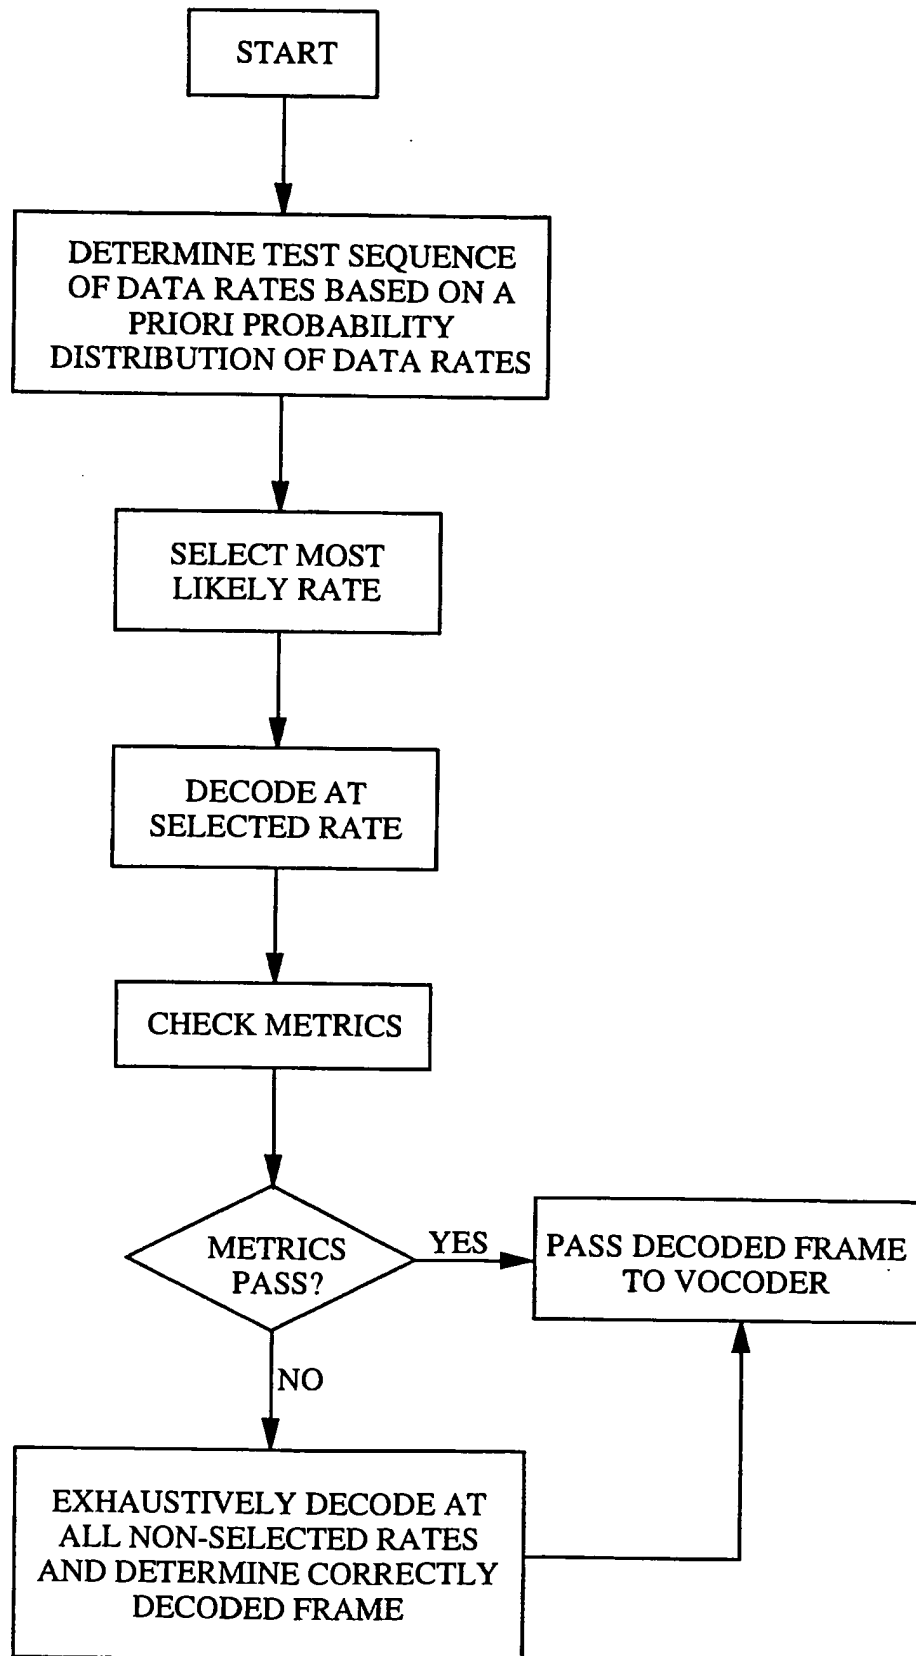 START
DETERMINE TEST SEQUENCE
OF DATA RATES BASED ON A
PRIORI PROBABILITY
DISTRIBUTION OF DATA RATES
SELECT MOST
LIKELY RATE
DECODE AT
SELECTED RATE
CHECK METRICS
METRICS
PASS?
YES
PASS DECODED FRAME
TO VOCODER
NO
EXHAUSTIVELY DECODE AT
ALL NON-SELECTED RATES
AND DETERMINE CORRECTLY
DECODED FRAME